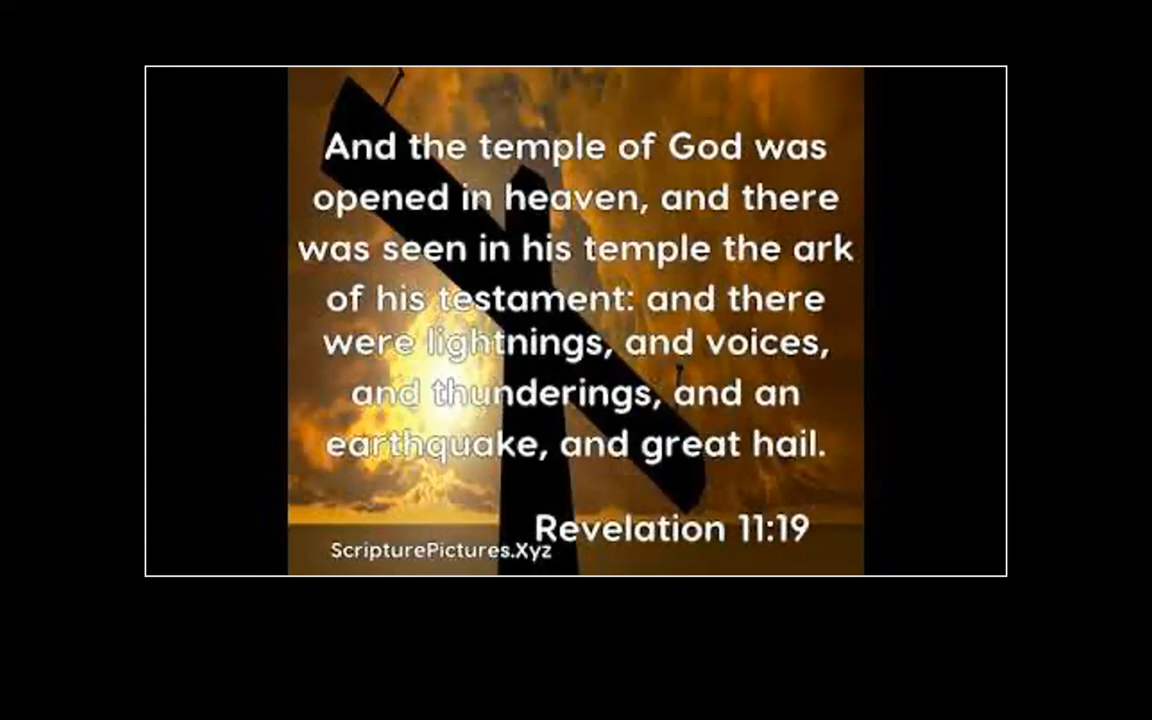 And the temple of God was
opened in heaven, and there
was seen in his temple the ark
of his testament: and there
were lightnings, and voices,
and thunderings, and an
earthquake, and great hail.
Revelation 11:19
ScripturePictures.Xyz